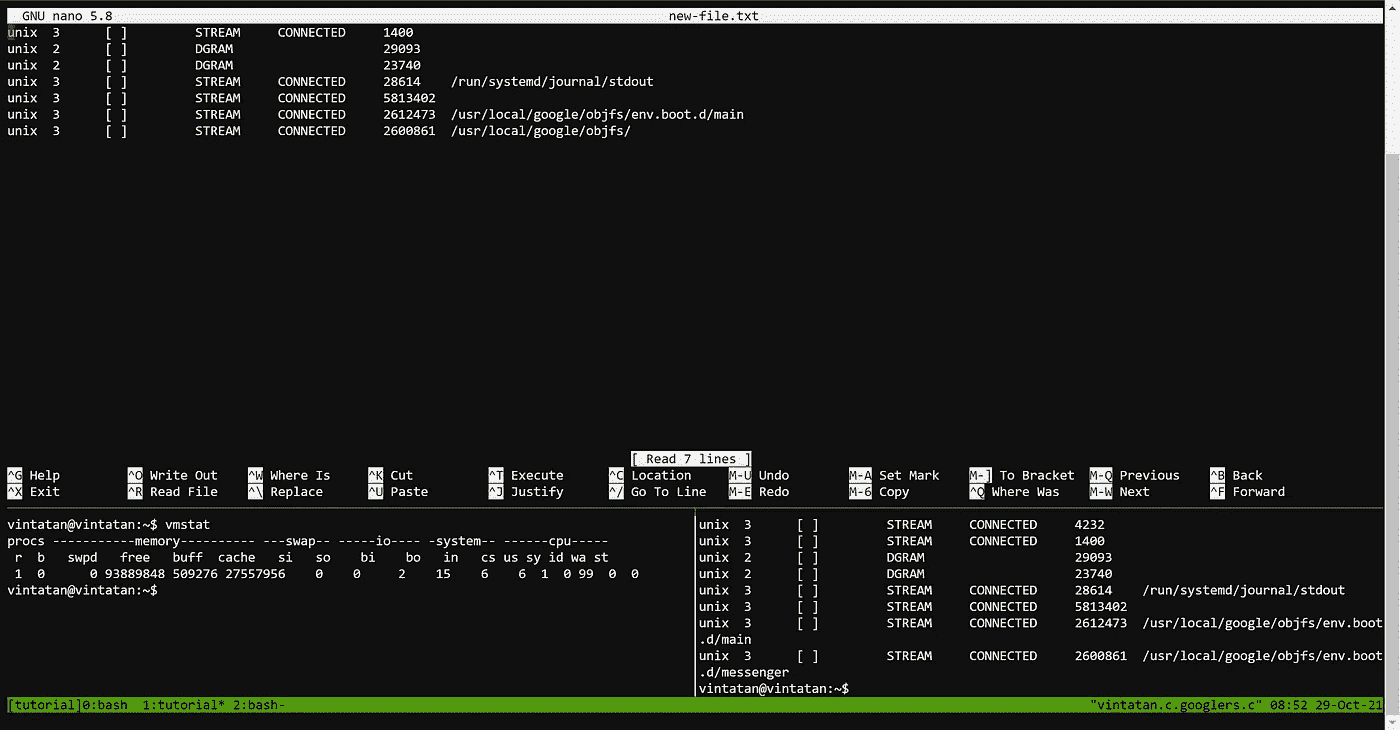 GNU nano 5.8 new-file.txt
unix 3 [ ] STREAM CONNECTED 1400
unix 2 [ ] DGRAM 29093
unix 2 [ ] DGRAM 23740
unix 3 [ ] STREAM CONNECTED 28614 /run/systemd/journal/stdout
unix 3 [ ] STREAM CONNECTED 5813402
unix 3 [ ] STREAM CONNECTED 2612473 /usr/local/google/objfs/env.boot.d/main
unix 3 [ ] STREAM CONNECTED 2600861 /usr/local/google/objfs/
[ Read 7 lines ]
^G Help ^O Write Out ^W Where Is ^K Cut ^T Execute ^C Location M-U Undo M-A Set Mark M-] To Bracket M-Q Previous ^B Back
^X Exit ^R Read File ^\ Replace ^U Paste ^J Justify ^/ Go To Line M-E Redo M-6 Copy ^Q Where Was M-W Next ^F Forward
vintatan@vintatan:~$ vmstat
procs -----------memory---------- ---swap-- -----io---- -system-- ------cpu-----
r b swpd free buff cache si so bi bo in cs us sy id wa st
1 0 0 93889848 509276 27557956 0 0 2 15 6 6 1 0 99 0 0
vintatan@vintatan:~$
unix 3 [ ] STREAM CONNECTED 4232
unix 3 [ ] STREAM CONNECTED 1400
unix 2 [ ] DGRAM 29093
unix 2 [ ] DGRAM 23740
unix 3 [ ] STREAM CONNECTED 28614 /run/systemd/journal/stdout
unix 3 [ ] STREAM CONNECTED 5813402
unix 3 [ ] STREAM CONNECTED 2612473 /usr/local/google/objfs/env.boot
.d/main
unix 3 [ ] STREAM CONNECTED 2600861 /usr/local/google/objfs/env.boot
.d/messenger
vintatan@vintatan:~$
[tutorial]0:bash 1:tutorial* 2:bash- "vintatan.c.googlers.c" 08:52 29-Oct-21